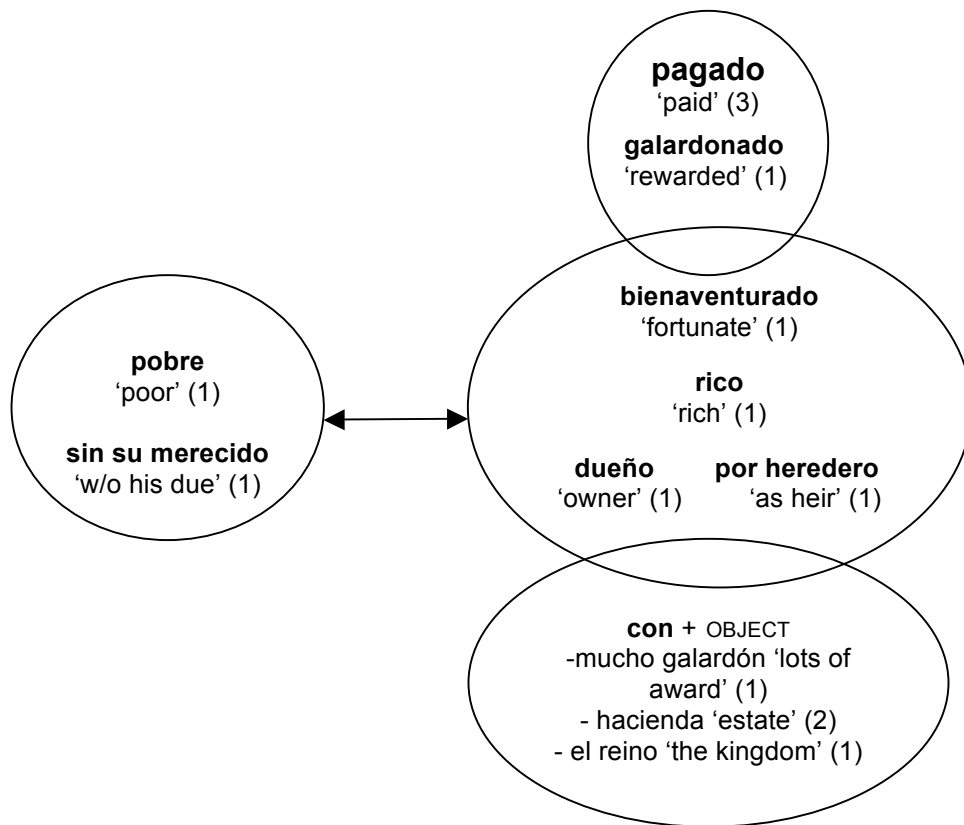 pagado
‘paid’ (3)
galardonado
‘rewarded’ (1)
bienaventurado
‘fortunate’ (1)
rico
‘rich’ (1)
dueño
‘owner’ (1)
por heredero
‘as heir’ (1)
pobre
‘poor’ (1)
sin su merecido
‘w/o his due’ (1)
con + OBJECT
-mucho galardón ‘lots of
award’ (1)
- hacienda ‘estate’ (2)
- el reino ‘the kingdom’ (1)